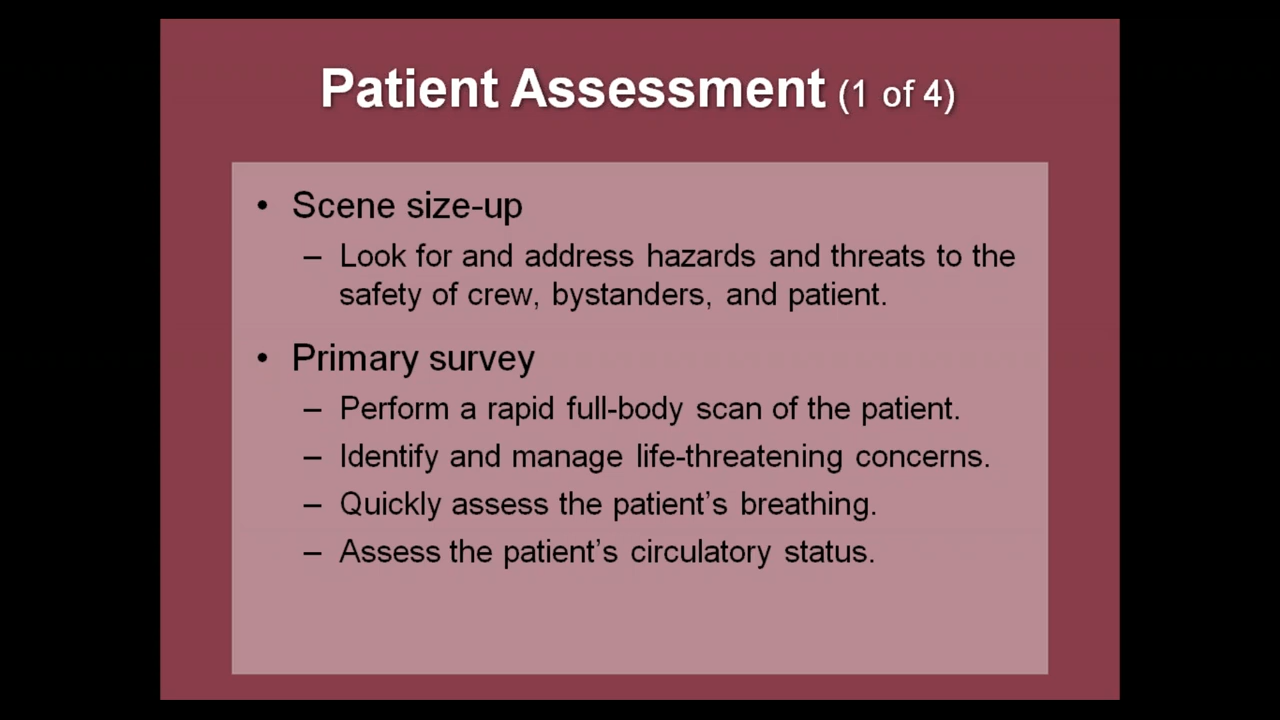 Patient Assessment (1 of 4)
• Scene size-up
– Look for and address hazards and threats to the
safety of crew, bystanders, and patient.
• Primary survey
– Perform a rapid full-body scan of the patient.
– Identify and manage life-threatening concerns.
– Quickly assess the patient’s breathing.
– Assess the patient’s circulatory status.